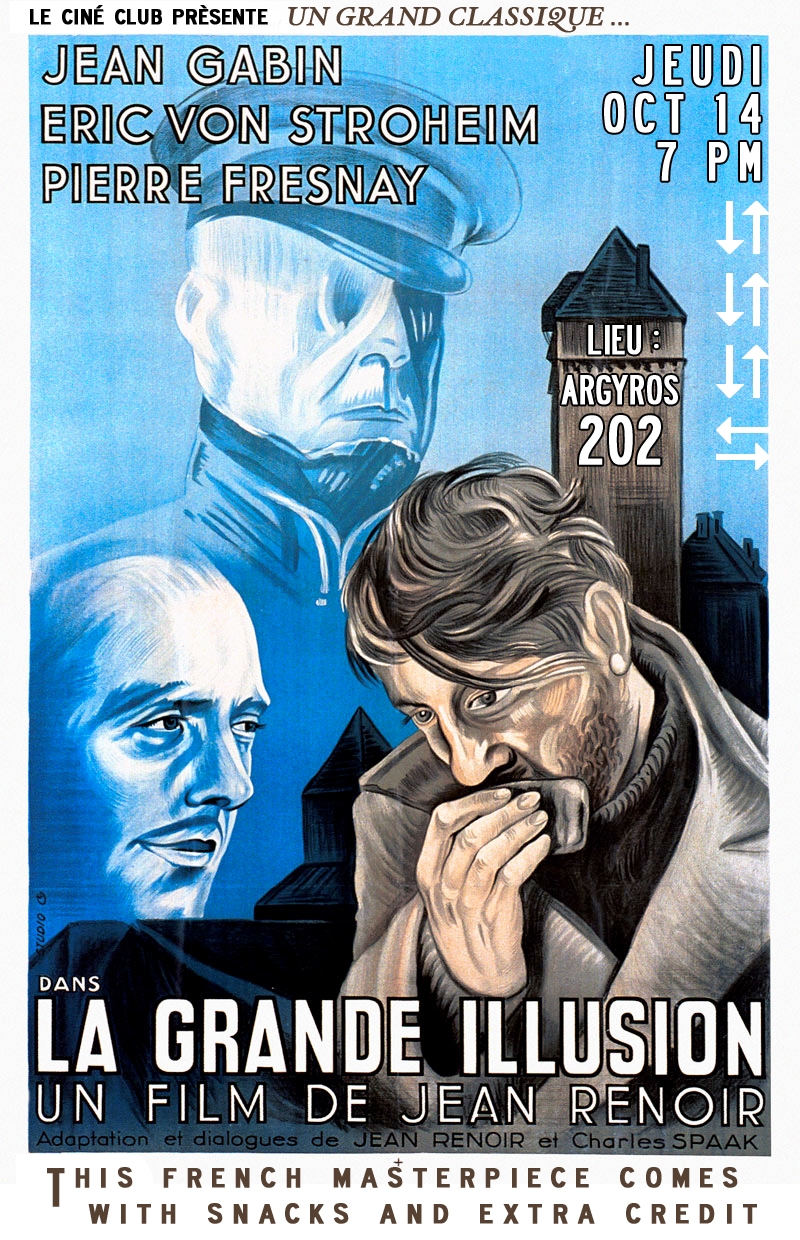 LE CINÉ CLUB PRÈSENTE UN GRAND CLASSIQUE ...
JEAN GABIN
ERIC VON STROHEIM
PIERRE FRESNAY
JEUDI
OCT 14
7 PM
LIEU :
ARGYROS
202
STUDIO
DANS
LA GRANDE ILLUSION
UN FILM DE JEAN RENOIR
Adaptation et dialogues de JEAN RENOIR et Charles SPAAK
THIS FRENCH MASTERPIECE COMES
WITH SNACKS AND EXTRA CREDIT